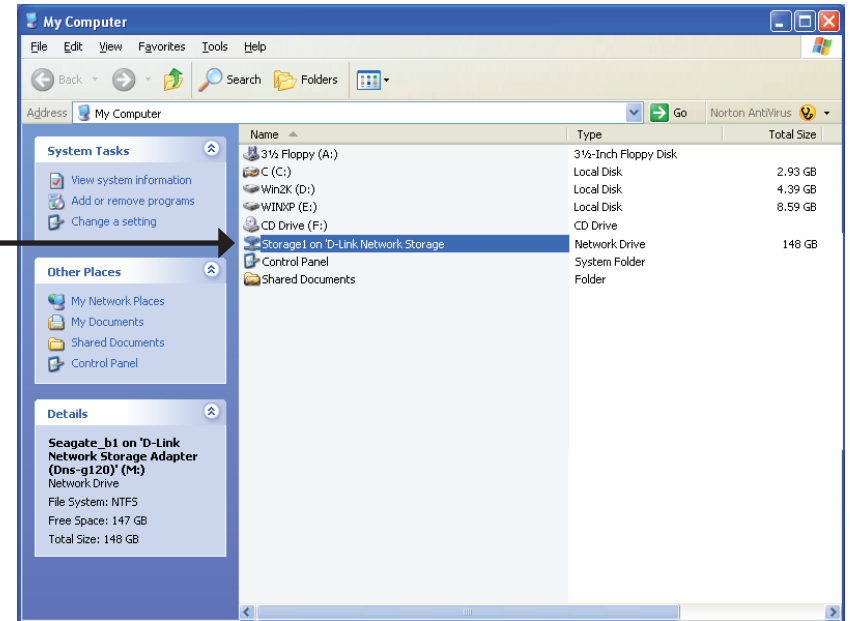 My Computer
File Edit View Favorites Tools Help
Back Search Folders
Address My Computer Go Norton AntiVirus
System Tasks
View system information
Add or remove programs
Change a setting
Other Places
My Network Places
My Documents
Shared Documents
Control Panel
Details
Seagate_b1 on 'D-Link
Network Storage Adapter
(Dns-g120)' (M:)
Network Drive
File System: NTFS
Free Space: 147 GB
Total Size: 148 GB
Name Type Total Size
3½ Floppy (A:) 3½-Inch Floppy Disk
C (C:) Local Disk 2.93 GB
Win2K (D:) Local Disk 4.39 GB
WINXP (E:) Local Disk 8.59 GB
CD Drive (F:) CD Drive
Storage1 on 'D-Link Network Storage Network Drive 148 GB
Control Panel System Folder
Shared Documents Folder